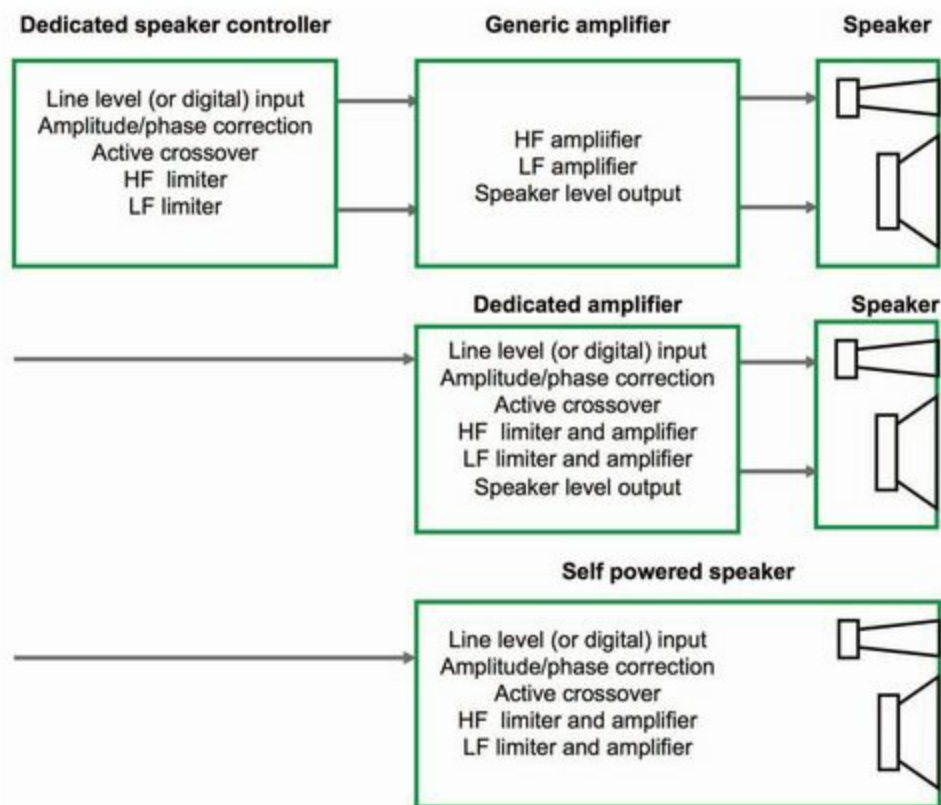 Dedicated speaker controller
Generic amplifier
Speaker
Line level (or digital) input
Amplitude/phase correction
Active crossover
HF limiter
LF limiter
HF ampliifier
LF amplifier
Speaker level output
Dedicated amplifier
Speaker
Line level (or digital) input
Amplitude/phase correction
Active crossover
HF limiter and amplifier
LF limiter and amplifier
Speaker level output
Self powered speaker
Line level (or digital) input
Amplitude/phase correction
Active crossover
HF limiter and amplifier
LF limiter and amplifier